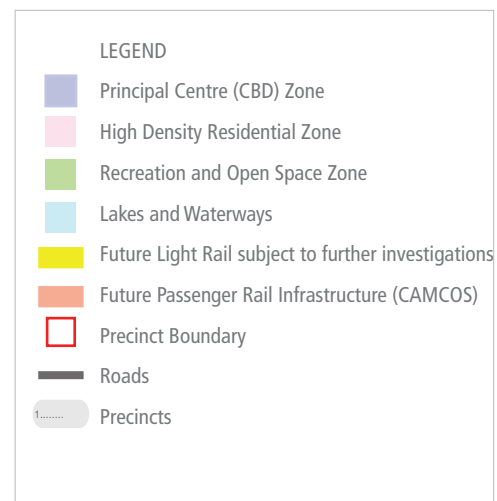 LEGEND
Principal Centre (CBD) Zone
High Density Residential Zone
Recreation and Open Space Zone
Lakes and Waterways
Future Light Rail subject to further investigations
Future Passenger Rail Infrastructure (CAMCOS)
Precinct Boundary
Roads
1........ Precincts